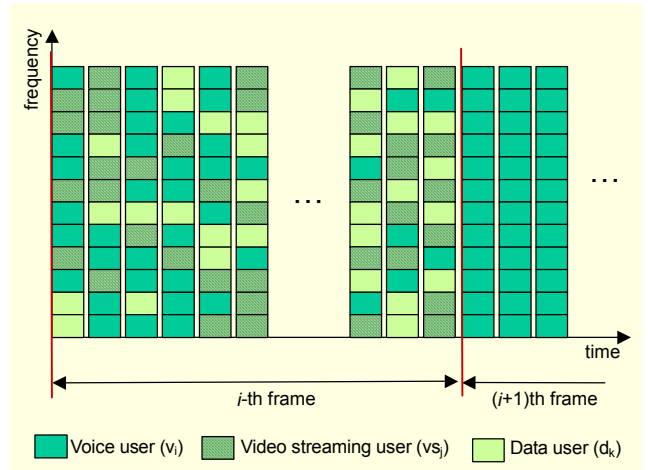 frequency
...
...
time
i-th frame
(i+1)th frame
Voice user (vᵢ)
Video streaming user (vsⱼ)
Data user (dₖ)